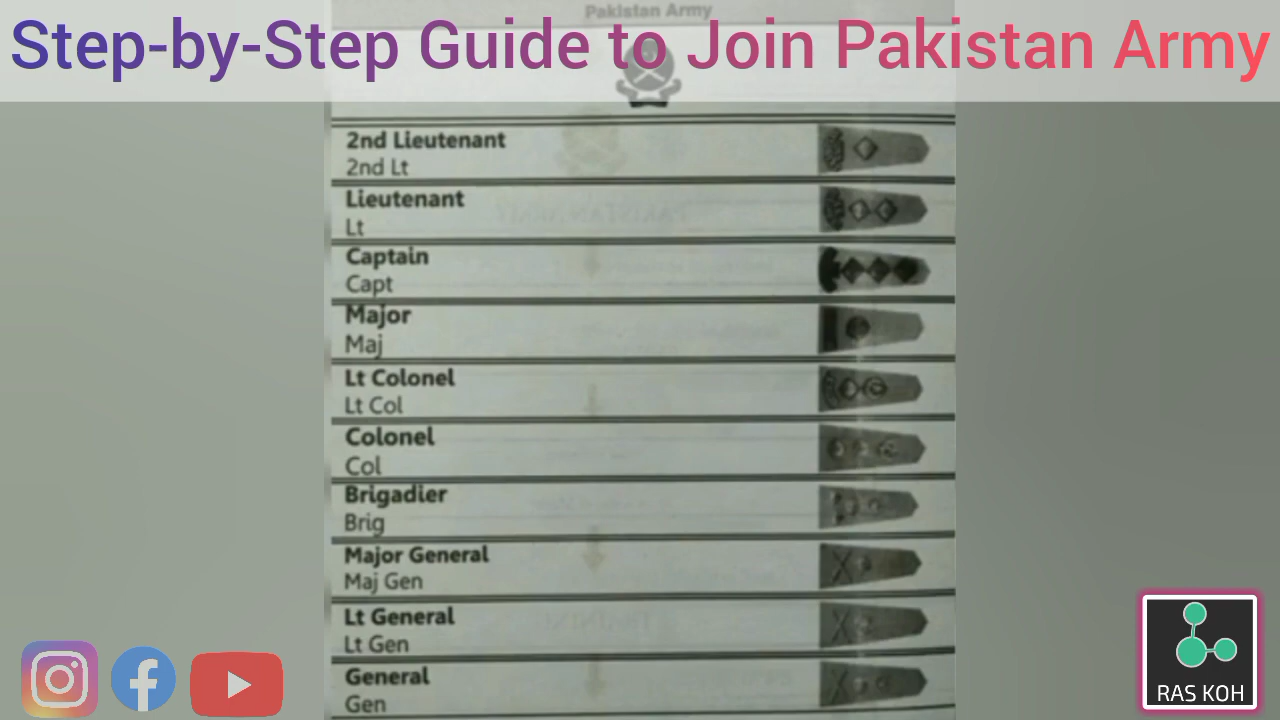 Pakistan Army
Step-by-Step Guide to Join Pakistan Army
2nd Lieutenant
2nd Lt
Lieutenant
Lt
Captain
Capt
Major
Maj
Lt Colonel
Lt Col
Colonel
Col
Brigadier
Brig
Major General
Maj Gen
Lt General
Lt Gen
General
Gen
RAS KOH